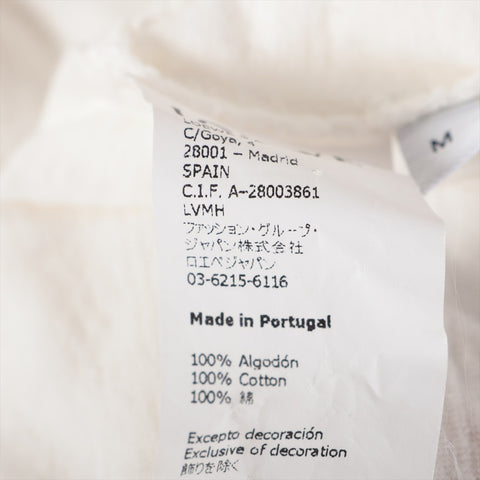 LOEWE
C/Goya, 4
28001 – Madrid
SPAIN
C.I.F. A-28003861
LVMH
ファッション・グループ・
ジャパン株式会社
ロエベジャパン
03-6215-6116
Made in Portugal
100% Algodón
100% Cotton
100% 綿
Excepto decoración
Exclusive of decoration
飾りを除く
M